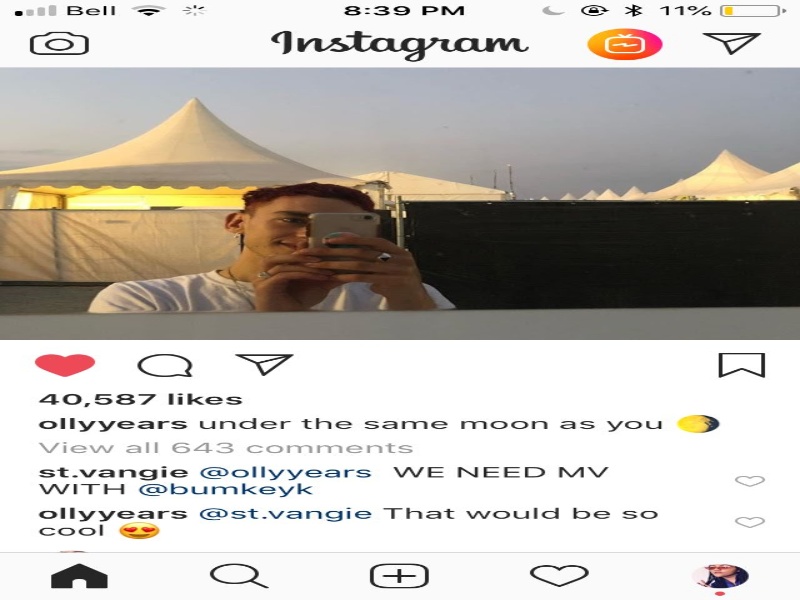 Bell 8:39 PM 11%
Instagram
40,587 likes
ollyyears under the same moon as you
View all 643 comments
st.vangie @ollyyears WE NEED MV
WITH @bumkeyk
ollyyears @st.vangie That would be so
cool